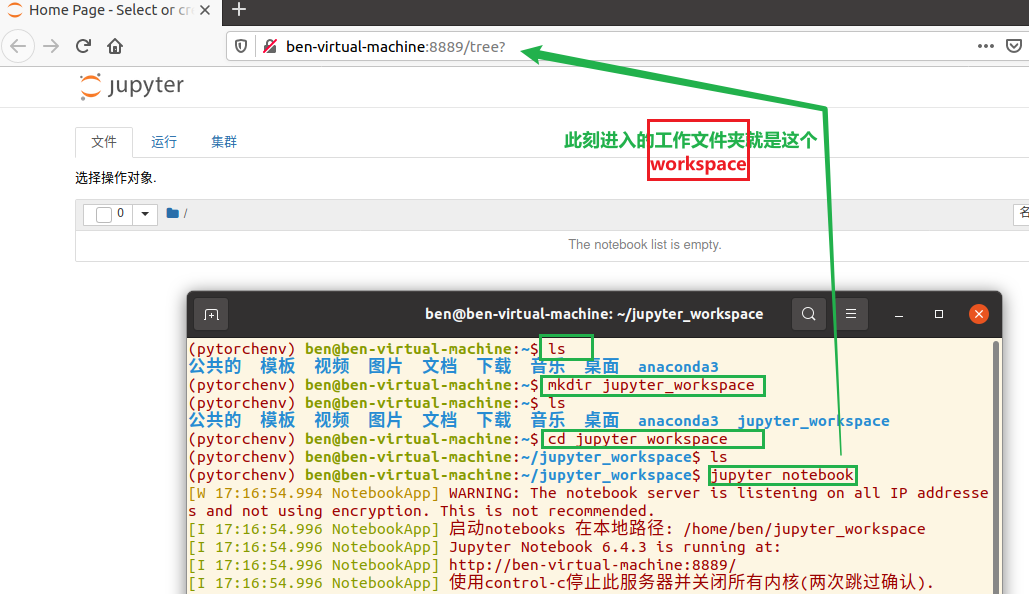 Home Page - Select or cr
ben-virtual-machine:8889/tree?
jupyter
文件 运行 集群
此刻进入的工作文件夹就是这个
workspace
选择操作对象.
0 /
名
The notebook list is empty.
ben@ben-virtual-machine: ~/jupyter_workspace
(pytorchenv) ben@ben-virtual-machine:~$ ls
公共的 模板 视频 图片 文档 下载 音乐 桌面 anaconda3
(pytorchenv) ben@ben-virtual-machine:~$ mkdir jupyter_workspace
(pytorchenv) ben@ben-virtual-machine:~$ ls
公共的 模板 视频 图片 文档 下载 音乐 桌面 anaconda3 jupyter_workspace
(pytorchenv) ben@ben-virtual-machine:~$ cd jupyter_workspace
(pytorchenv) ben@ben-virtual-machine:~/jupyter_workspace$ ls
(pytorchenv) ben@ben-virtual-machine:~/jupyter_workspace$ jupyter notebook
[W 17:16:54.994 NotebookApp] WARNING: The notebook server is listening on all IP addresse
s and not using encryption. This is not recommended.
[I 17:16:54.996 NotebookApp] 启动notebooks 在本地路径: /home/ben/jupyter_workspace
[I 17:16:54.996 NotebookApp] Jupyter Notebook 6.4.3 is running at:
[I 17:16:54.996 NotebookApp] http://ben-virtual-machine:8889/
[I 17:16:54.996 NotebookApp] 使用control-c停止此服务器并关闭所有内核(两次跳过确认).